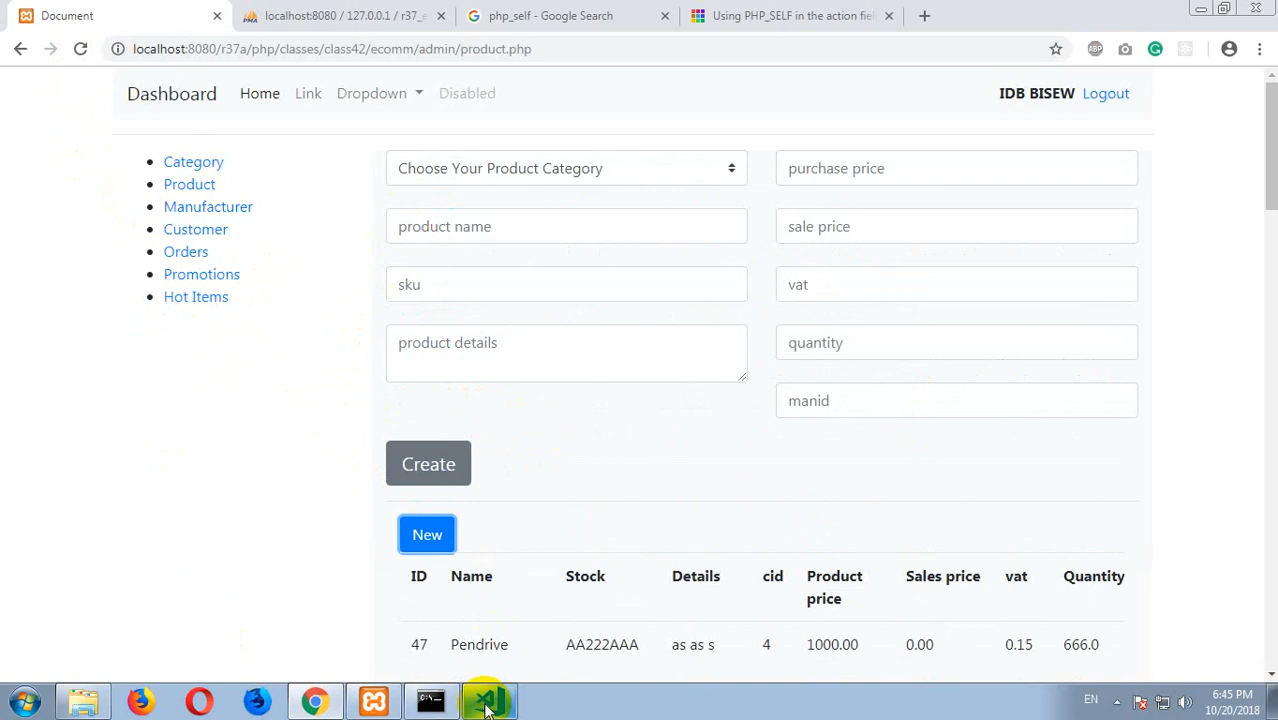 Document
localhost:8080 / 127.0.0.1 / r37_e
php_self - Google Search
Using PHP_SELF in the action fiel
localhost:8080/r37a/php/classes/class42/ecomm/admin/product.php
ABP
Dashboard Home Link Dropdown Disabled IDB BISEW Logout
Category
Product
Manufacturer
Customer
Orders
Promotions
Hot Items
Choose Your Product Category
purchase price
product name
sale price
sku
vat
product details
quantity
manid
Create
New
ID Name Stock Details cid Product price Sales price vat Quantity
47 Pendrive AA222AAA as as s 4 1000.00 0.00 0.15 666.0
EN
6:45 PM
10/20/2018